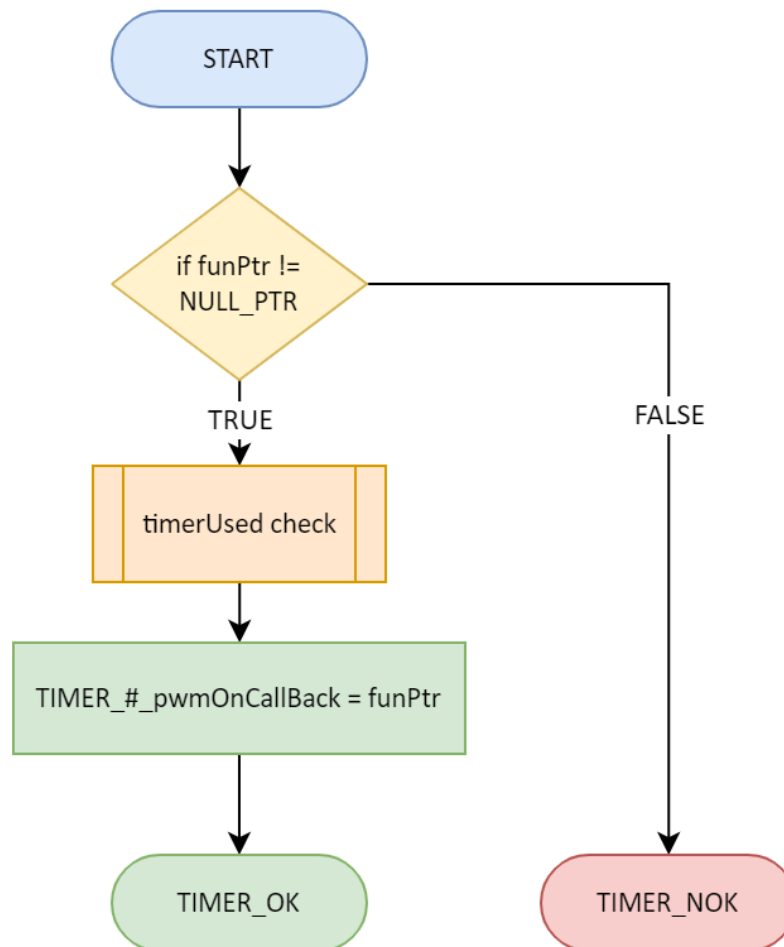 START
if funPtr !=
NULL_PTR
TRUE
FALSE
timerUsed check
TIMER_#_pwmOnCallBack = funPtr
TIMER_OK
TIMER_NOK